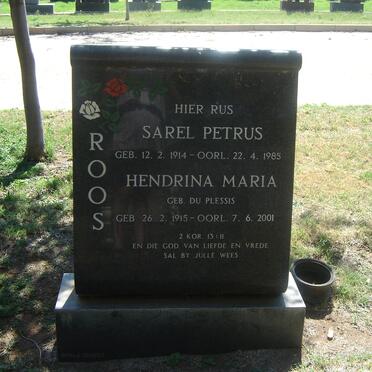 ROOS
HIER RUS
SAREL PETRUS
GEB. 12. 2. 1914 - OORL. 22. 4. 1985
HENDRINA MARIA
GEB. DU PLESSIS
GEB. 26. 2. 1915 - OORL. 7. 6. 2001
2 KOR. 13 : 11
EN DIE GOD VAN LIEFDE EN VREDE
SAL BY JULLE WEES